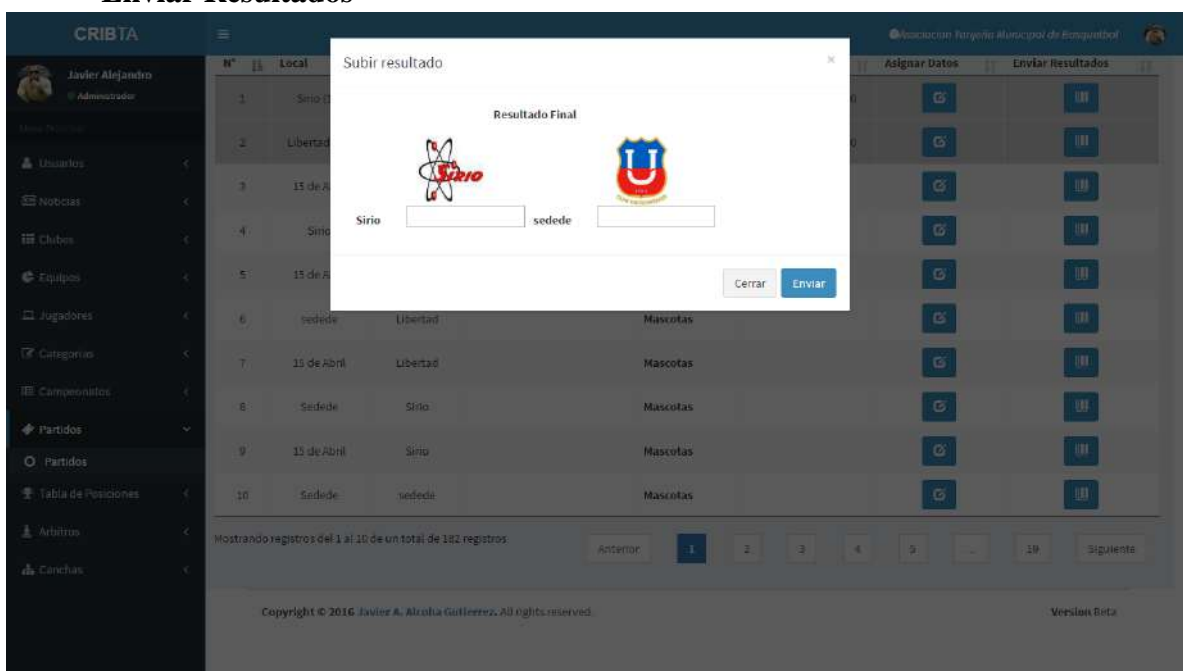 Enviar Resultados
CRIBTA
Asociacion Tarijeña Municipal de Basquetbol
Javier Alejandro
Administrador
Usuarios
Noticias
Clubes
Equipos
Jugadores
Categorias
Campeonatos
Partidos
Partidos
Tabla de Posiciones
Arbitros
Canchas
Subir resultado ×
Resultado Final
SIRIO
U
Sirio
sedede
Cerrar Enviar
N° Local Asignar Datos Enviar Resultados
1 Sirio
2 Libertad
3 15 de A
4 Sirio
5 15 de A
6 sedede Libertad Mascotas
7 15 de Abril Libertad Mascotas
8 Sedede Sirio Mascotas
9 15 de Abril Sirio Mascotas
10 Sedede sedede Mascotas
Mostrando registros del 1 al 10 de un total de 182 registros
Anterior 1 2 3 4 5 ... 19 Siguiente
Copyright © 2016 Javier A. Alcoba Gutierrez. All rights reserved.
Version Beta